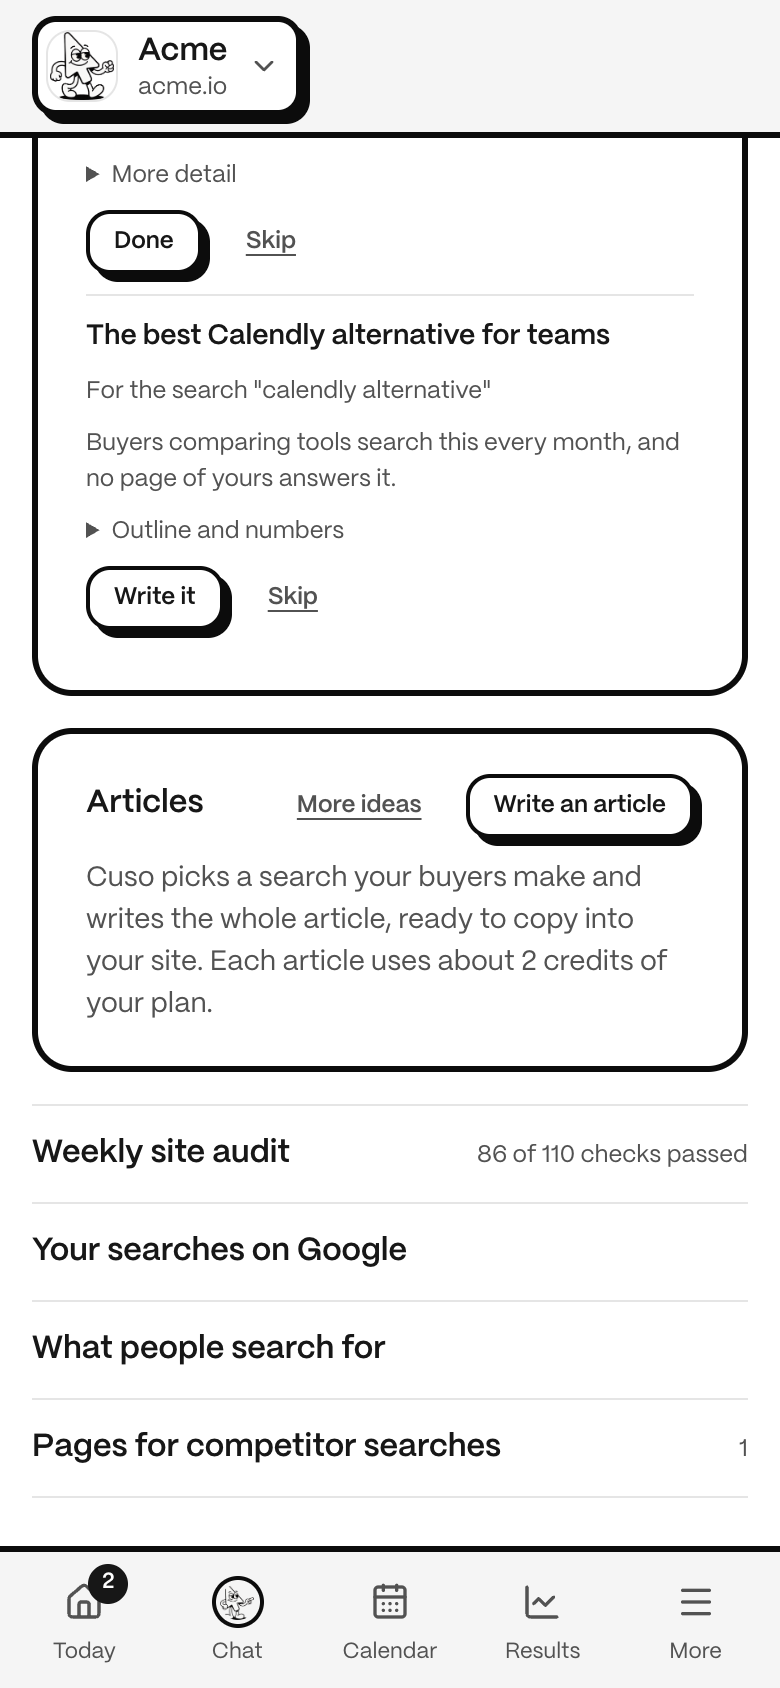 Acme
acme.io
More detail
Done
Skip
The best Calendly alternative for teams
For the search "calendly alternative"
Buyers comparing tools search this every month, and
no page of yours answers it.
Outline and numbers
Write it
Skip
Articles
More ideas
Write an article
Cuso picks a search your buyers make and
writes the whole article, ready to copy into
your site. Each article uses about 2 credits of
your plan.
Weekly site audit
86 of 110 checks passed
Your searches on Google
What people search for
Pages for competitor searches
1
2
Today
Chat
Calendar
Results
More